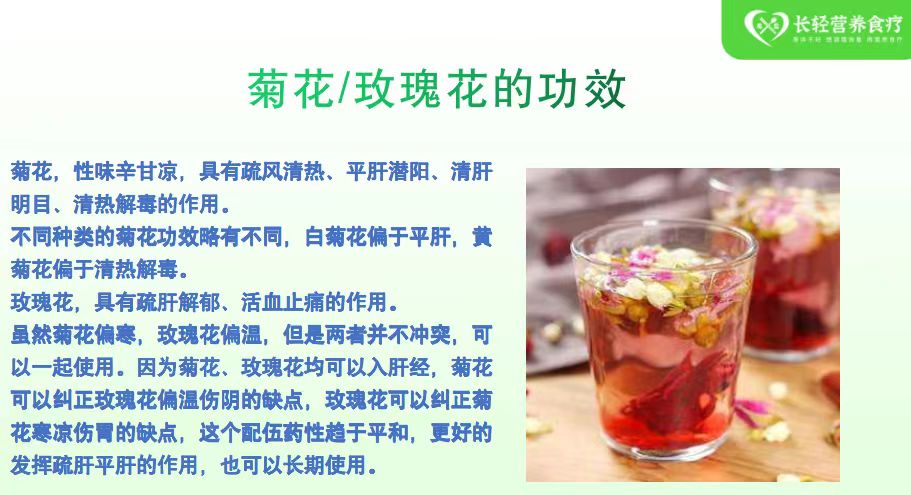 长轻营养食疗
菊花/玫瑰花的功效
菊花，性味辛甘凉，具有疏风清热、平肝潜阳、清肝
明目、清热解毒的作用。
不同种类的菊花功效略有不同，白菊花偏于平肝，黄
菊花偏于清热解毒。
玫瑰花，具有疏肝解郁、活血止痛的作用。
虽然菊花偏寒，玫瑰花偏温，但是两者并不冲突，可
以一起使用。因为菊花、玫瑰花均可以入肝经，菊花
可以纠正玫瑰花偏温伤阴的缺点，玫瑰花可以纠正菊
花寒凉伤胃的缺点，这个配伍药性趋于平和，更好的
发挥疏肝平肝的作用，也可以长期使用。